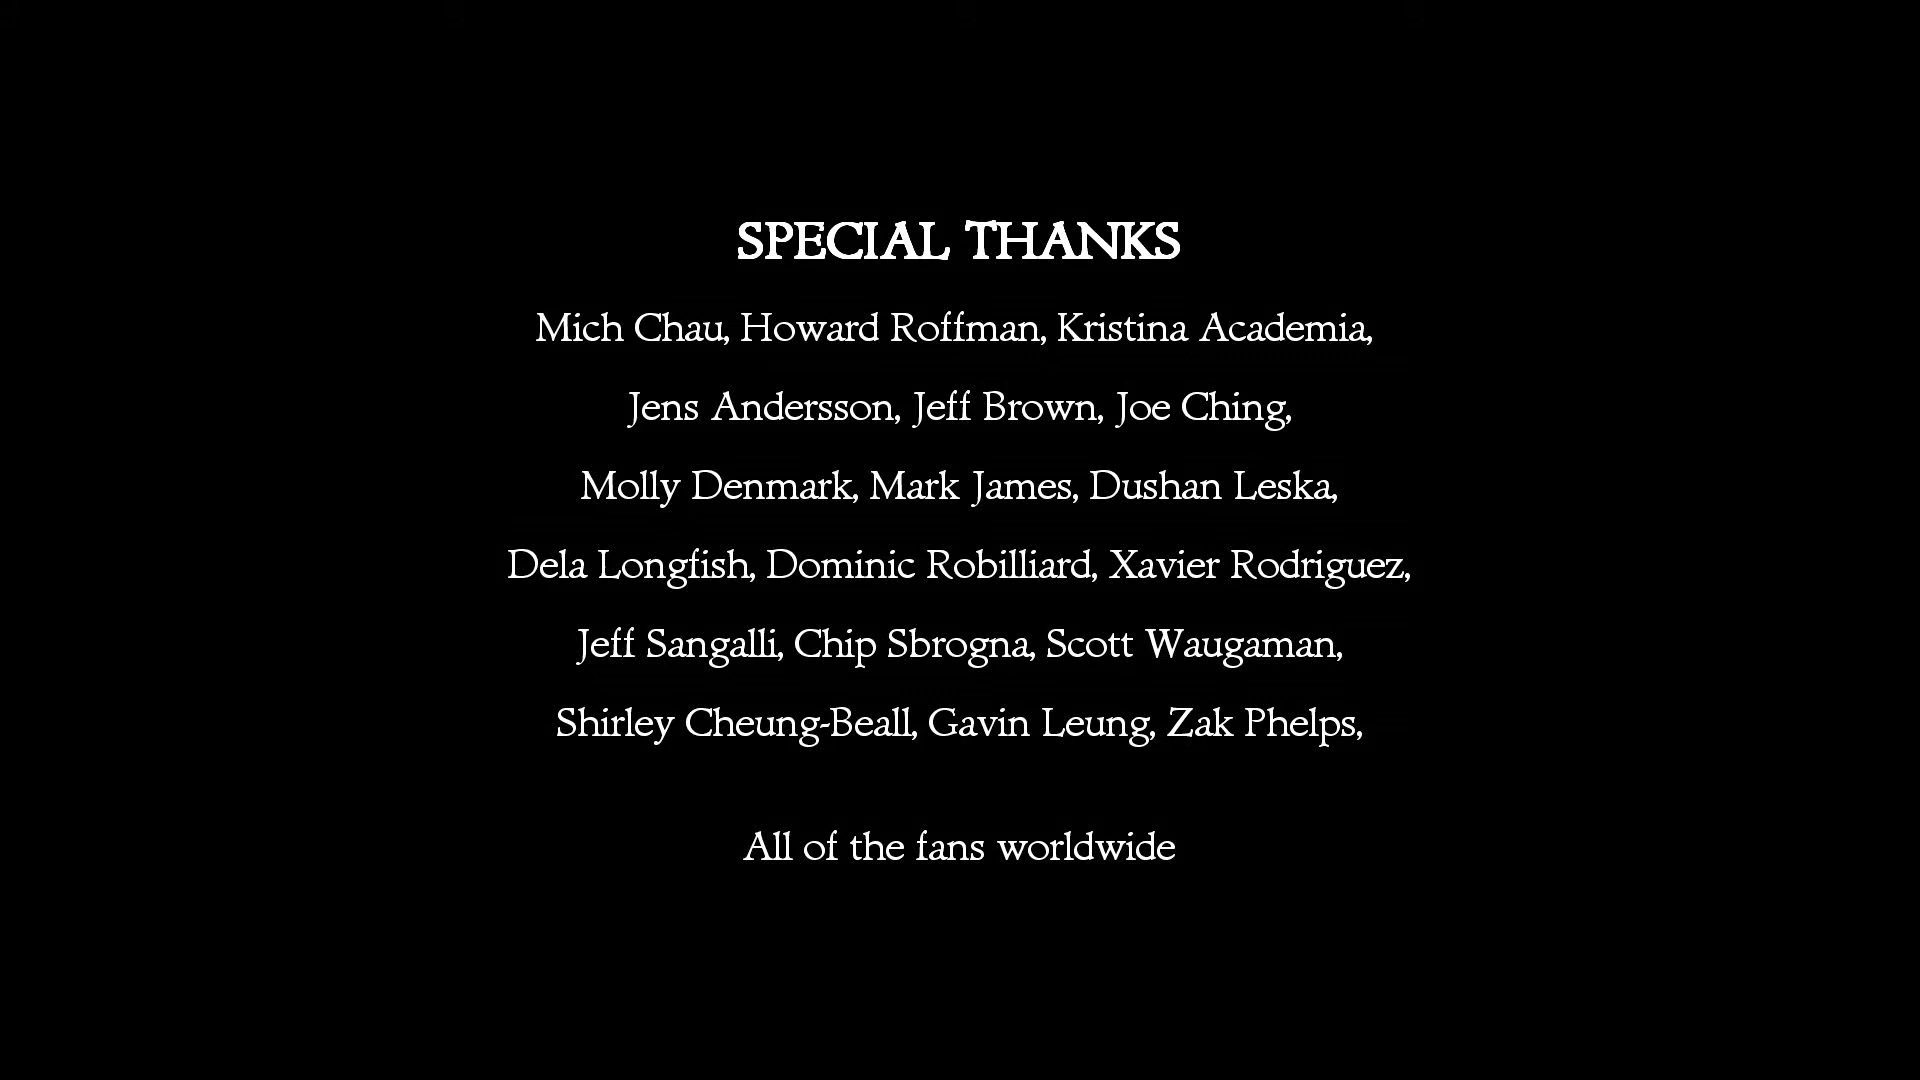 SPECIAL THANKS
Mich Chau, Howard Roffman, Kristina Academia,
Jens Andersson, Jeff Brown, Joe Ching,
Molly Denmark, Mark James, Dushan Leska,
Dela Longfish, Dominic Robilliard, Xavier Rodriguez,
Jeff Sangalli, Chip Sbrogna, Scott Waugaman,
Shirley Cheung-Beall, Gavin Leung, Zak Phelps,
All of the fans worldwide